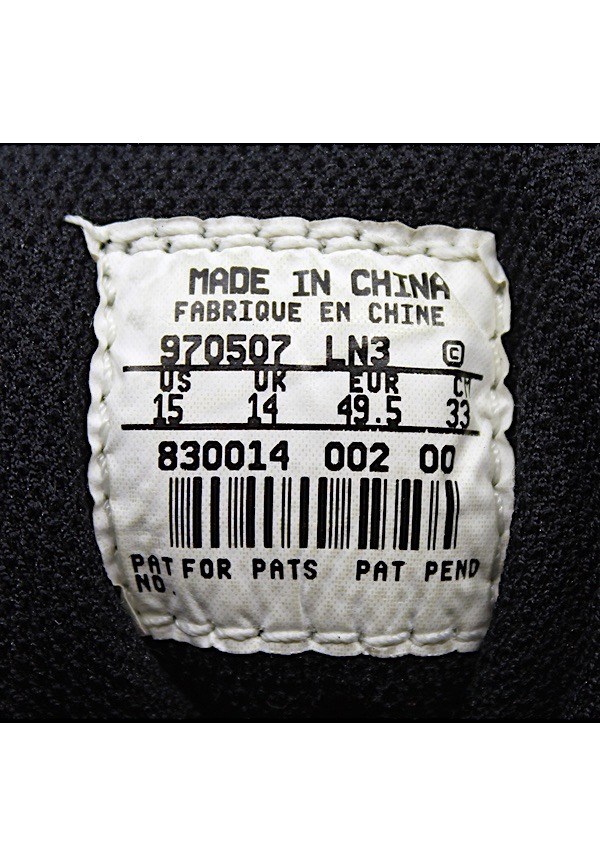 MADE IN CHINA
FABRIQUE EN CHINE
970507 LN3 ©
US UK EUR CM
15 14 49.5 33
830014 002 00
PAT FOR PATS PAT PEND
NO.